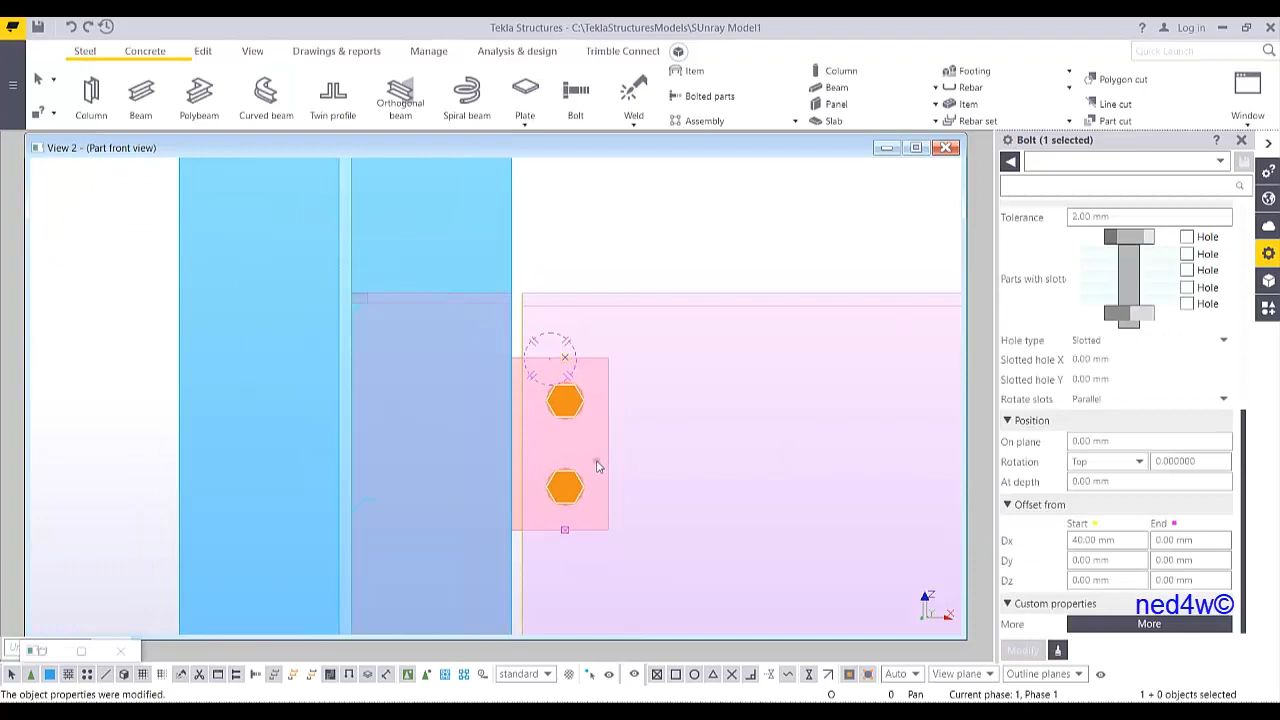 Tekla Structures - C:\TeklaStructuresModels\SUnray Model1
Log in
Steel Concrete Edit View Drawings & reports Manage Analysis & design Trimble Connect
Quick Launch
Column
Beam
Polybeam
Curved beam
Twin profile
Orthogonal beam
Spiral beam
Plate
Bolt
Weld
Item
Bolted parts
Assembly
Column
Beam
Panel
Slab
Footing
Rebar
Item
Rebar set
Polygon cut
Line cut
Part cut
Window
View 2 - (Part front view)
Bolt (1 selected)
Tolerance 2.00 mm
Hole
Hole
Parts with slott
Hole
Hole
Hole
Hole type Slotted
Slotted hole X 0.00 mm
Slotted hole Y 0.00 mm
Rotate slots Parallel
Position
On plane 0.00 mm
Rotation Top 0.000000
At depth 0.00 mm
Offset from
Start End
Dx 40.00 mm 0.00 mm
Dy 0.00 mm 0.00 mm
Dz 0.00 mm 0.00 mm
Custom properties
ned4w©
More More
Modify
Z
Y
X
standard
Auto
View plane
Outline planes
The object properties were modified.
O 0 Pan Current phase: 1, Phase 1 1 + 0 objects selected